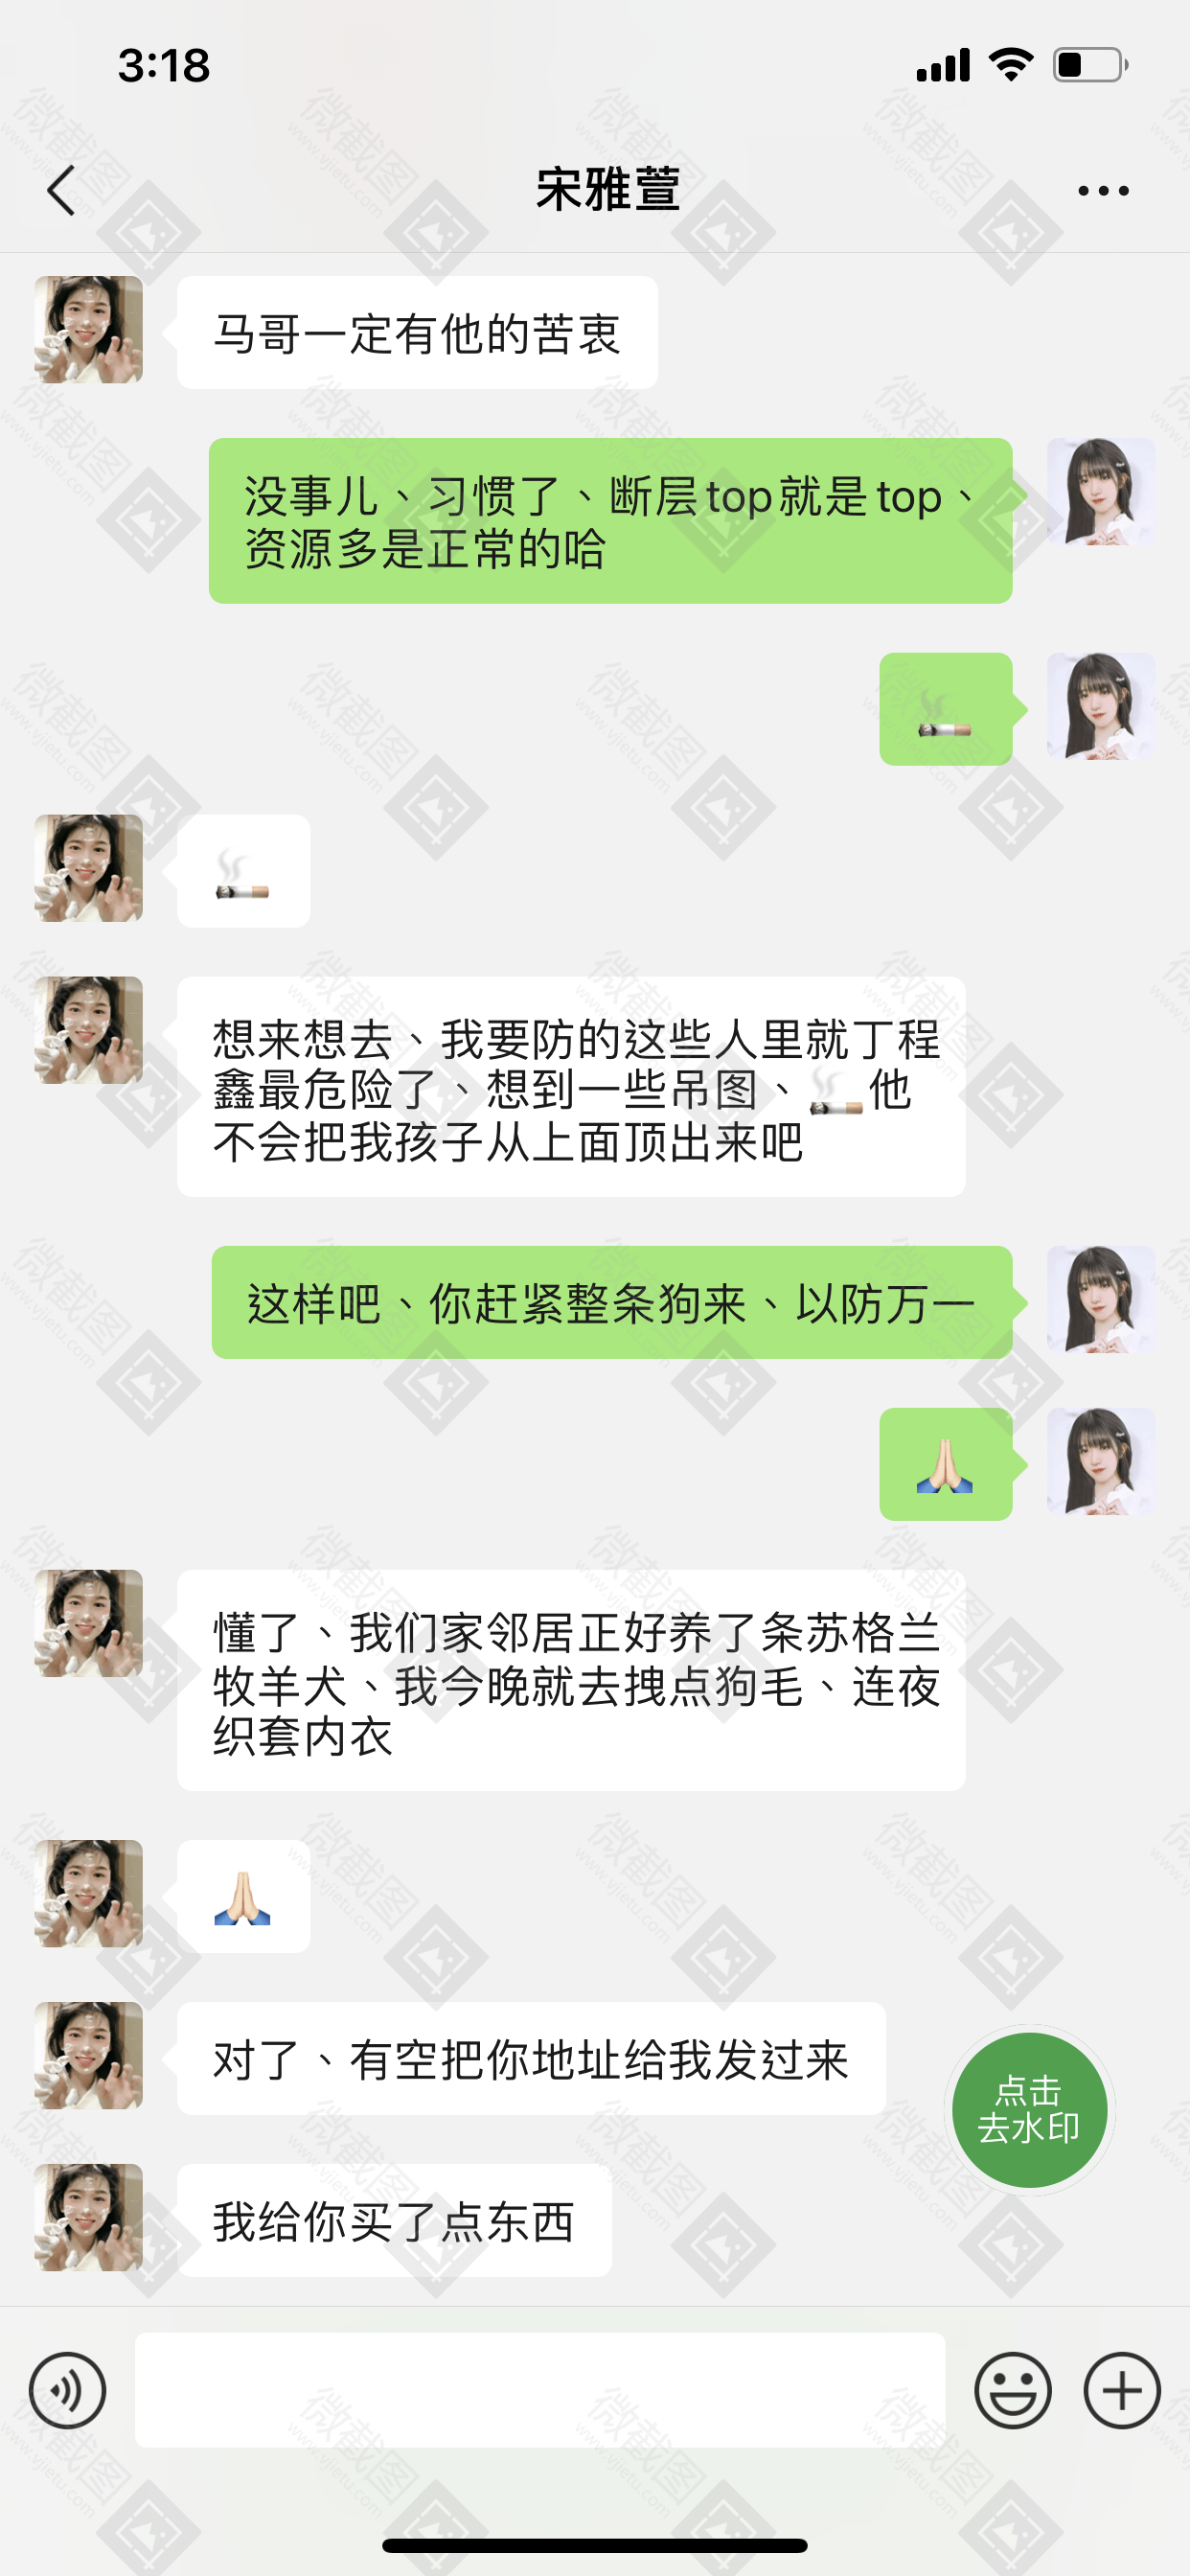 3:18
宋雅萱
马哥一定有他的苦衷
没事儿、习惯了、断层top就是top、
资源多是正常的哈
🚬
🚬
想来想去、我要防的这些人里就丁程
鑫最危险了、想到一些吊图、🚬他
不会把我孩子从上面顶出来吧
这样吧、你赶紧整条狗来、以防万一
🙏🏻
懂了、我们家邻居正好养了条苏格兰
牧羊犬、我今晚就去拽点狗毛、连夜
织套内衣
🙏🏻
对了、有空把你地址给我发过来
点击
去水印
我给你买了点东西
微截图
www.vjietu.com